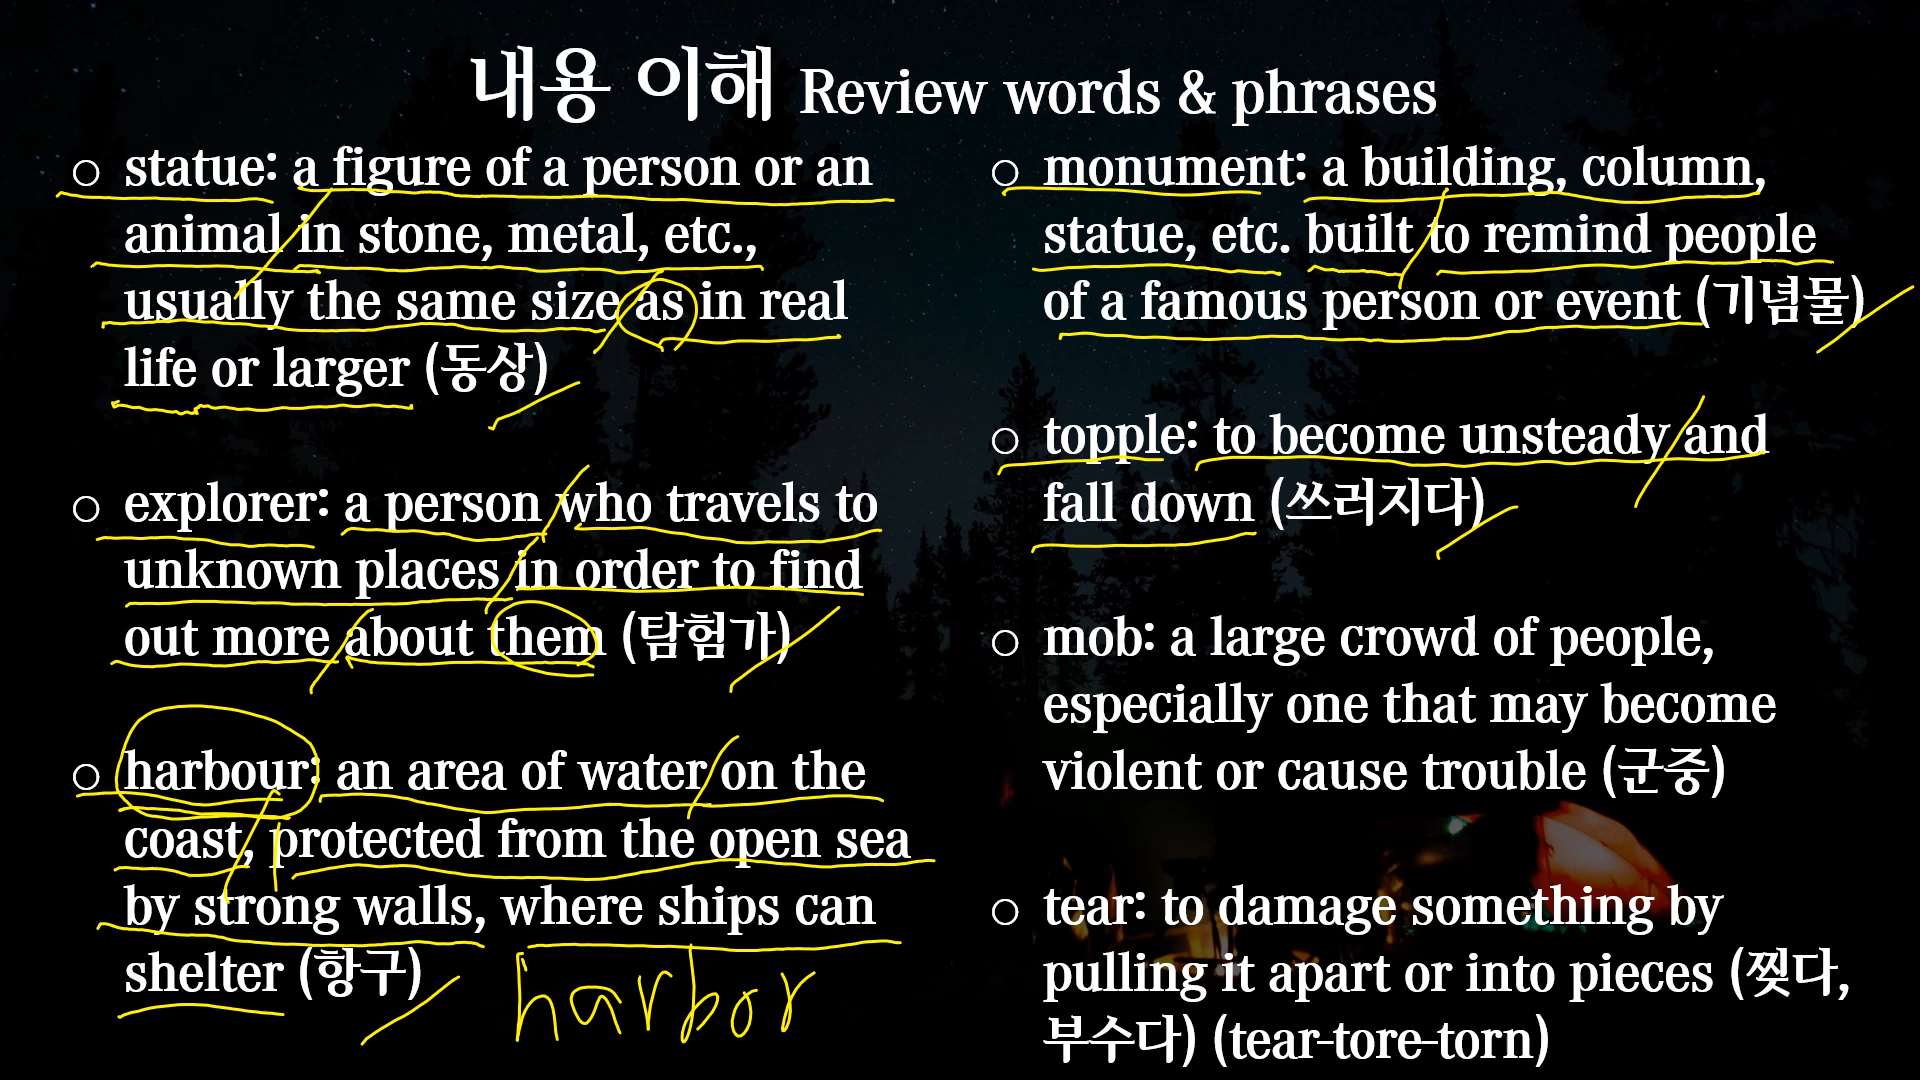 내용 이해 Review words & phrases
○ statue: a figure of a person or an
animal in stone, metal, etc.,
usually the same size as in real
life or larger (동상)
○ explorer: a person who travels to
unknown places in order to find
out more about them (탐험가)
○ harbour: an area of water on the
coast, protected from the open sea
by strong walls, where ships can
shelter (항구)
harbor
○ monument: a building, column,
statue, etc. built to remind people
of a famous person or event (기념물)
○ topple: to become unsteady and
fall down (쓰러지다)
○ mob: a large crowd of people,
especially one that may become
violent or cause trouble (군중)
○ tear: to damage something by
pulling it apart or into pieces (찢다,
부수다) (tear-tore-torn)